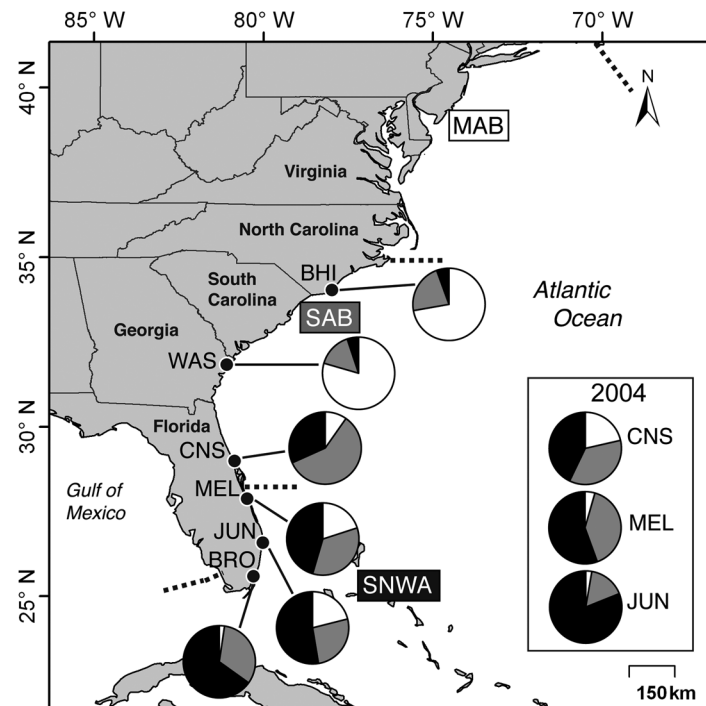 85° W
80° W
75° W
70° W
40° N
N
MAB
Virginia
North Carolina
35° N
BHI
South
Carolina
SAB
Atlantic
Ocean
Georgia
WAS
2004
30° N
Florida
CNS
CNS
MEL
Gulf of
Mexico
MEL
JUN
BRO
SNWA
25° N
JUN
150 km